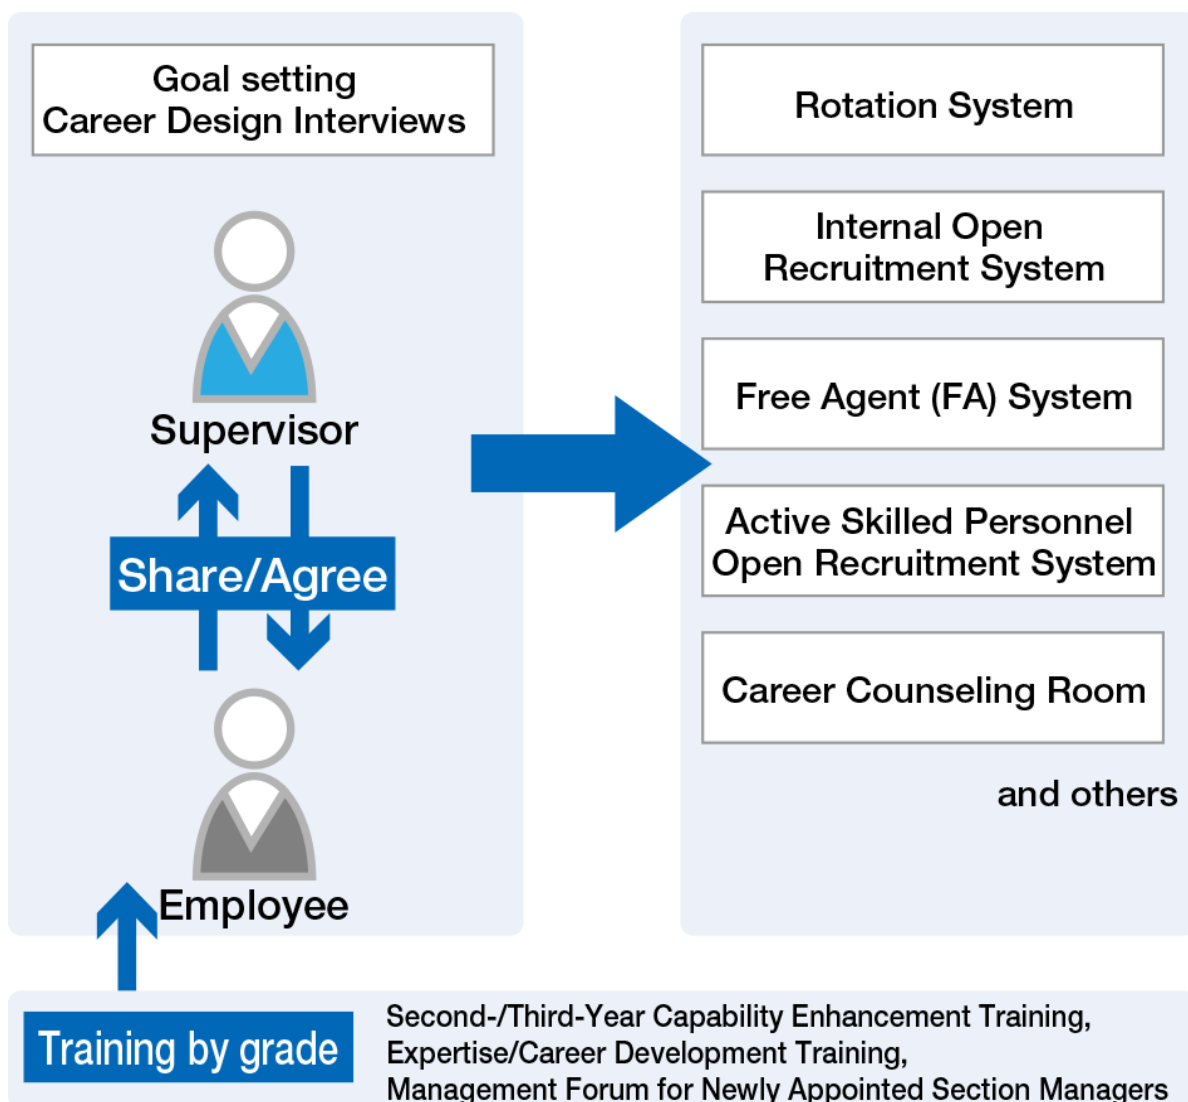 Goal setting
Career Design Interviews
Supervisor
Share/Agree
Employee
Rotation System
Internal Open
Recruitment System
Free Agent (FA) System
Active Skilled Personnel
Open Recruitment System
Career Counseling Room
and others
Training by grade
Second-/Third-Year Capability Enhancement Training,
Expertise/Career Development Training,
Management Forum for Newly Appointed Section Managers